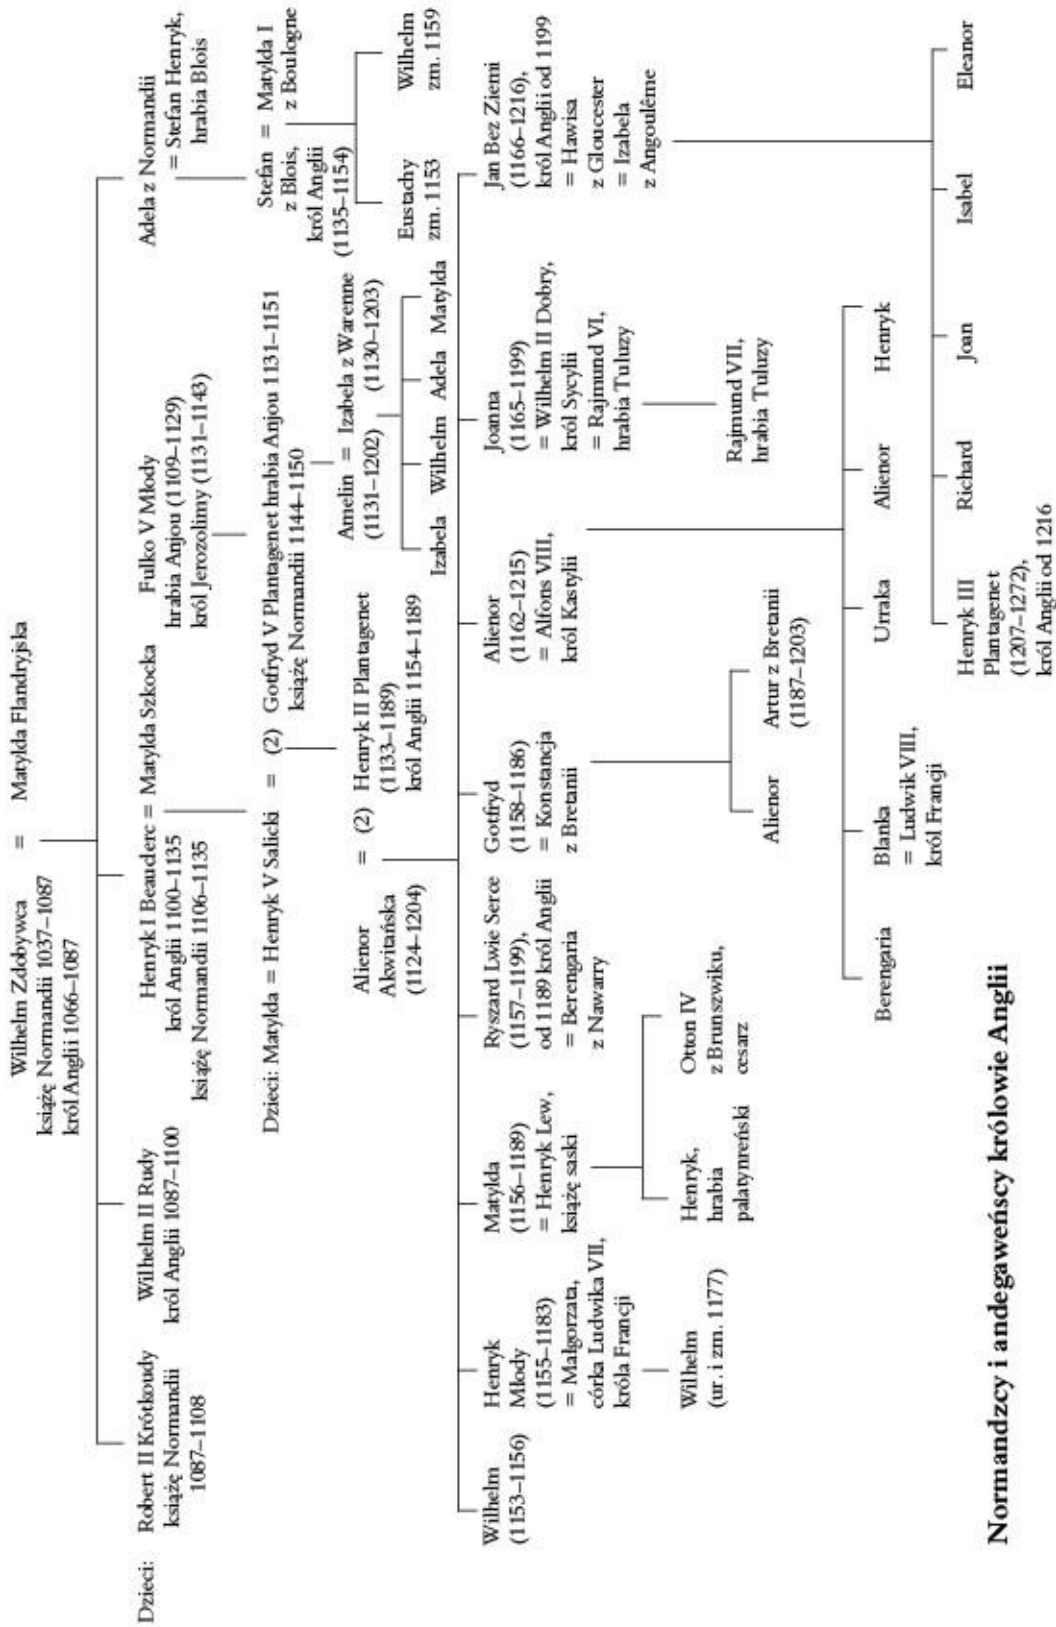 Wilhelm Zdobywca = Matylda Flandryjska
książę Normandii 1037–1087
król Anglii 1066–1087
Dzieci:
Robert II Krótkoudy
książę Normandii
1087–1108
Wilhelm II Rudy
król Anglii 1087–1100
Henryk I Beauderc = Matylda Szkocka
król Anglii 1100–1135
książę Normandii 1106–1135
Fulko V Młody
hrabia Anjou (1109–1129)
król Jerozolimy (1131–1143)
Adela z Normandii
= Stefan Henryk,
hrabia Blois
Dzieci: Matylda = Henryk V Salicki = (2) Gotfryd V Plantagenet hrabia Anjou 1131–1151
książę Normandii 1144–1150
Stefan = Matylda I
z Blois, z Boulogne
król Anglii
(1135–1154)
Alienor = (2) Henryk II Plantagenet
Akwitańska (1133–1189)
(1124–1204) król Anglii 1154–1189
Amelin = Izabela z Warenne
(1131–1202) (1130–1203)
Eustachy
zm. 1153
Wilhelm
zm. 1159
Izabela Wilhelm Adela Matylda
Wilhelm
(1153–1156)
Henryk
Młody
(1155–1183)
= Małgorzata,
córka Ludwika VII,
króla Francji
Matylda
(1156–1189)
= Henryk Lew,
książę saski
Ryszard Lwie Serce
(1157–1199),
od 1189 król Anglii
= Berengaria
z Nawarry
Gotfryd
(1158–1186)
= Konstancja
z Bretanii
Alienor
(1162–1215)
= Alfons VIII,
król Kastylii
Joanna
(1165–1199)
= Wilhelm II Dobry,
król Sycylii
= Rajmund VI,
hrabia Tuluzy
Jan Bez Ziemi
(1166–1216),
król Anglii od 1199
= Hawisa
z Gloucester
= Izabela
z Angoulême
Wilhelm
(ur. i zm. 1177)
Henryk,
hrabia
palatynreński
Otton IV
z Brunszwiku,
cesarz
Alienor
Artur z Bretanii
(1187–1203)
Rajmund VII,
hrabia Tuluzy
Berengaria
Blanka
= Ludwik VIII,
król Francji
Urraka
Alienor
Henryk
Henryk III
Plantagenet
(1207–1272),
król Anglii od 1216
Richard
Joan
Isabel
Eleanor
Normandzcy i andegaweńscy królowie Anglii